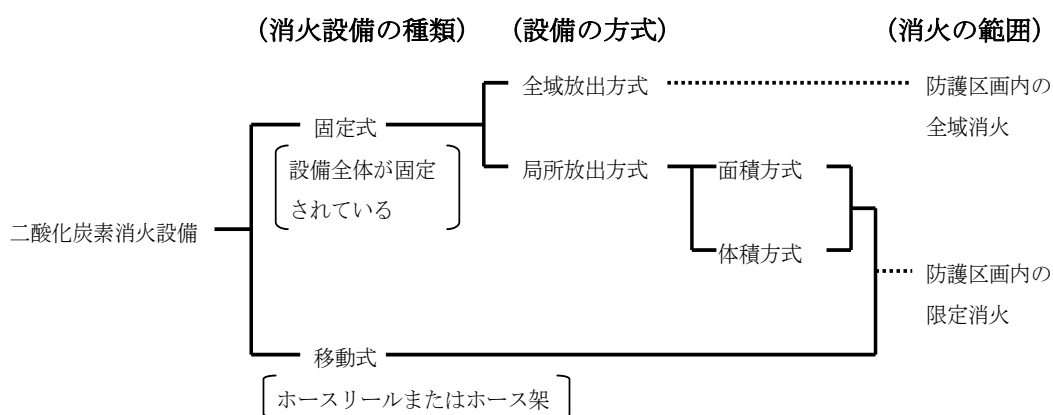 （消火設備の種類）　（設備の方式）　（消火の範囲）
全域放出方式　防護区画内の
全域消火
固定式
設備全体が固定
されている
局所放出方式　面積方式
体積方式
二酸化炭素消火設備
防護区画内の
限定消火
移動式
ホースリールまたはホース架